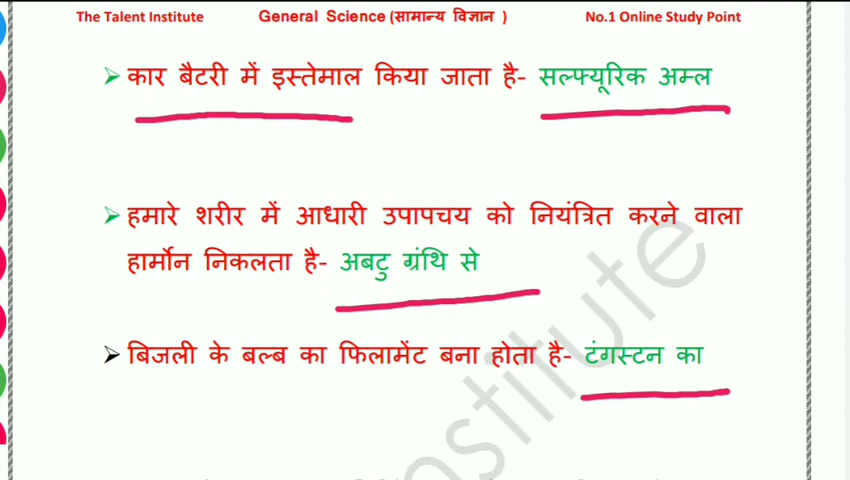 The Talent Institute General Science (सामान्य विज्ञान ) No.1 Online Study Point
कार बैटरी में इस्तेमाल किया जाता है- सल्फ्यूरिक अम्ल
हमारे शरीर में आधारी उपापचय को नियंत्रित करने वाला
हार्मोन निकलता है- अबटु ग्रंथि से
बिजली के बल्ब का फिलामेंट बना होता है- टंगस्टन का